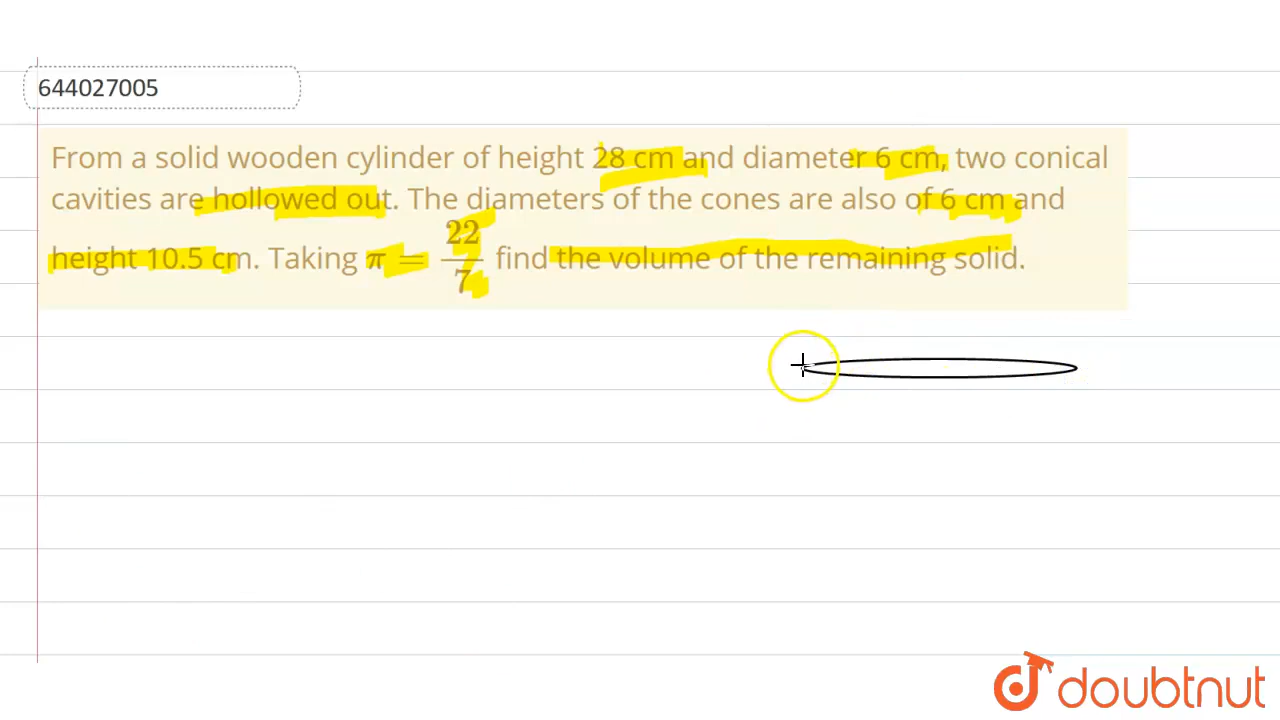 644027005
From a solid wooden cylinder of height 28 cm and diameter 6 cm, two conical
cavities are hollowed out. The diameters of the cones are also of 6 cm and
height 10.5 cm. Taking π = 22/7 find the volume of the remaining solid.
doubtnut